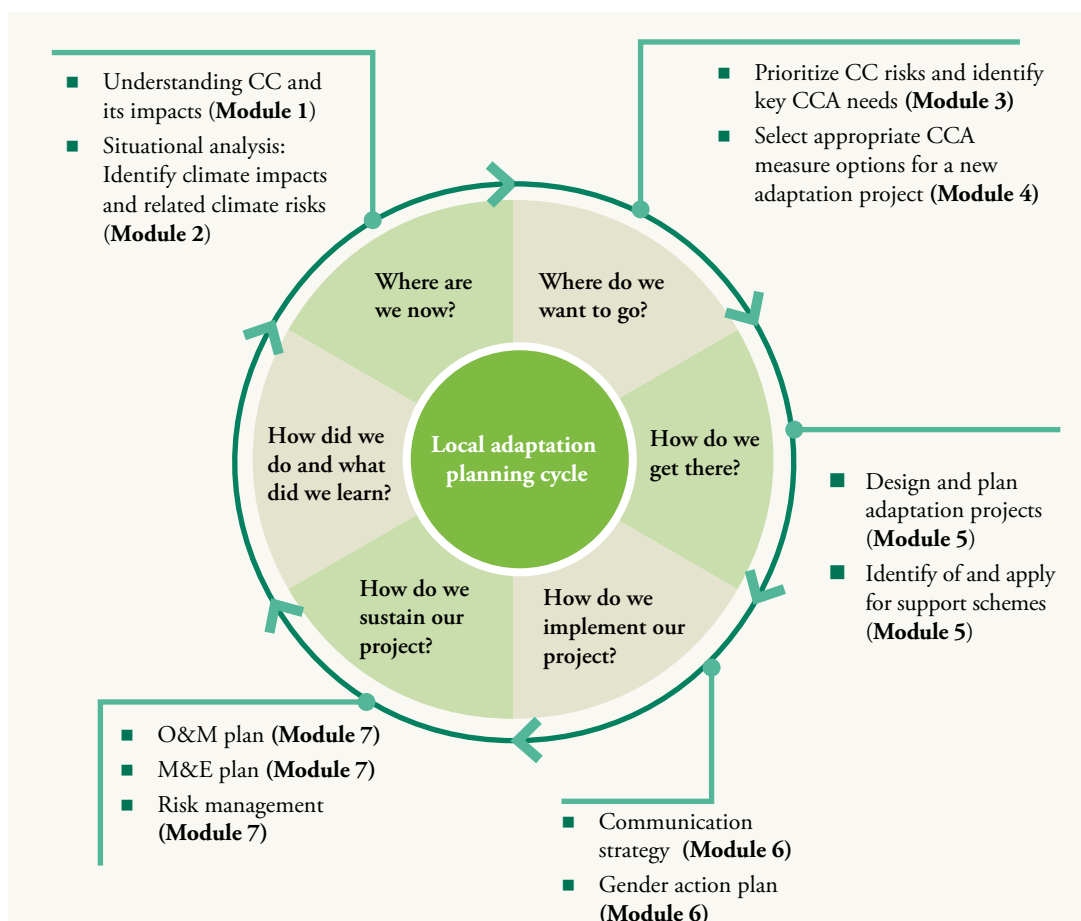 Understanding CC and
its impacts (Module 1)
Situational analysis:
Identify climate impacts
and related climate risks
(Module 2)
Prioritize CC risks and identify
key CCA needs (Module 3)
Select appropriate CCA
measure options for a new
adaptation project (Module 4)
Where are
we now?
Where do we
want to go?
How do we
get there?
How do we
implement our
project?
How do we
sustain our
project?
How did we
do and what
did we learn?
Local adaptation
planning cycle
Design and plan
adaptation projects
(Module 5)
Identify of and apply
for support schemes
(Module 5)
Communication
strategy (Module 6)
Gender action plan
(Module 6)
O&M plan (Module 7)
M&E plan (Module 7)
Risk management
(Module 7)